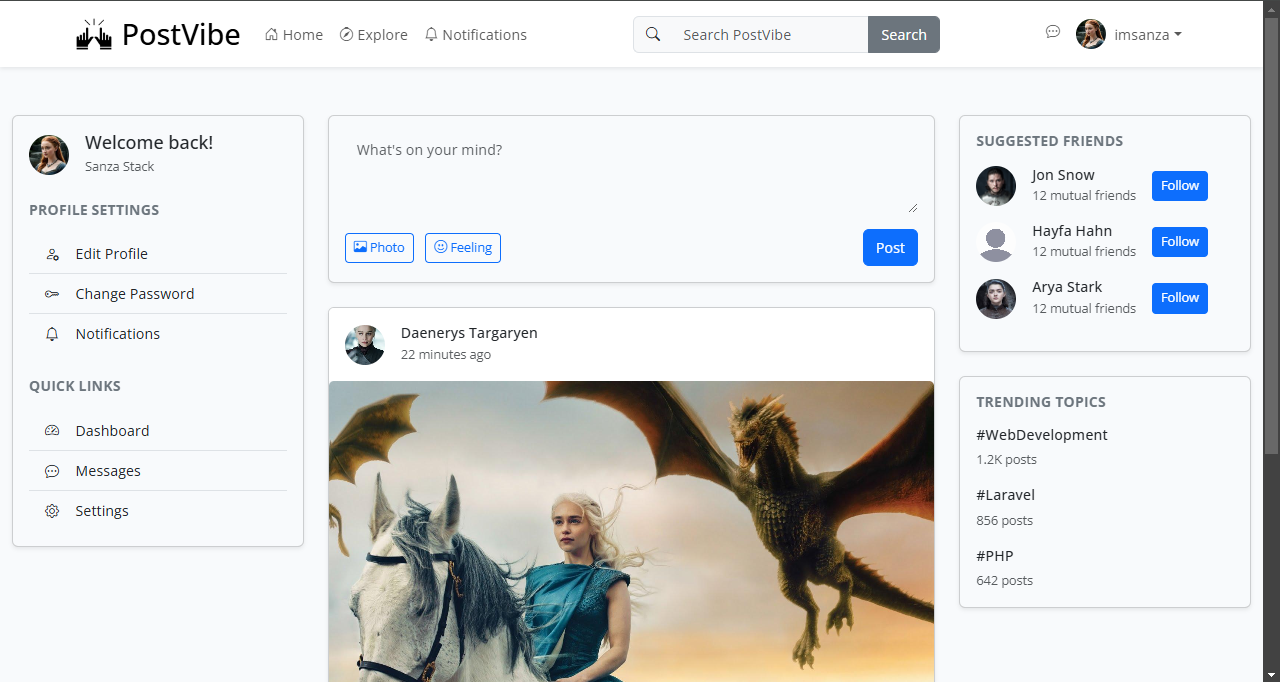 PostVibe
Home
Explore
Notifications
Search PostVibe
Search
imsanza
Welcome back!
Sanza Stack
PROFILE SETTINGS
Edit Profile
Change Password
Notifications
QUICK LINKS
Dashboard
Messages
Settings
What's on your mind?
Photo
Feeling
Post
Daenerys Targaryen
22 minutes ago
SUGGESTED FRIENDS
Jon Snow
12 mutual friends
Follow
Hayfa Hahn
12 mutual friends
Follow
Arya Stark
12 mutual friends
Follow
TRENDING TOPICS
#WebDevelopment
1.2K posts
#Laravel
856 posts
#PHP
642 posts